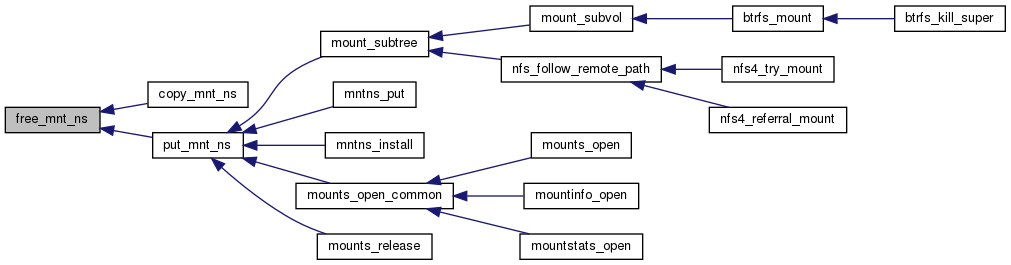 free_mnt_ns
copy_mnt_ns
put_mnt_ns
mount_subtree
mount_subvol
btrfs_mount
btrfs_kill_super
nfs_follow_remote_path
nfs4_try_mount
nfs4_referral_mount
mntns_put
mntns_install
mounts_open_common
mounts_open
mountinfo_open
mountstats_open
mounts_release